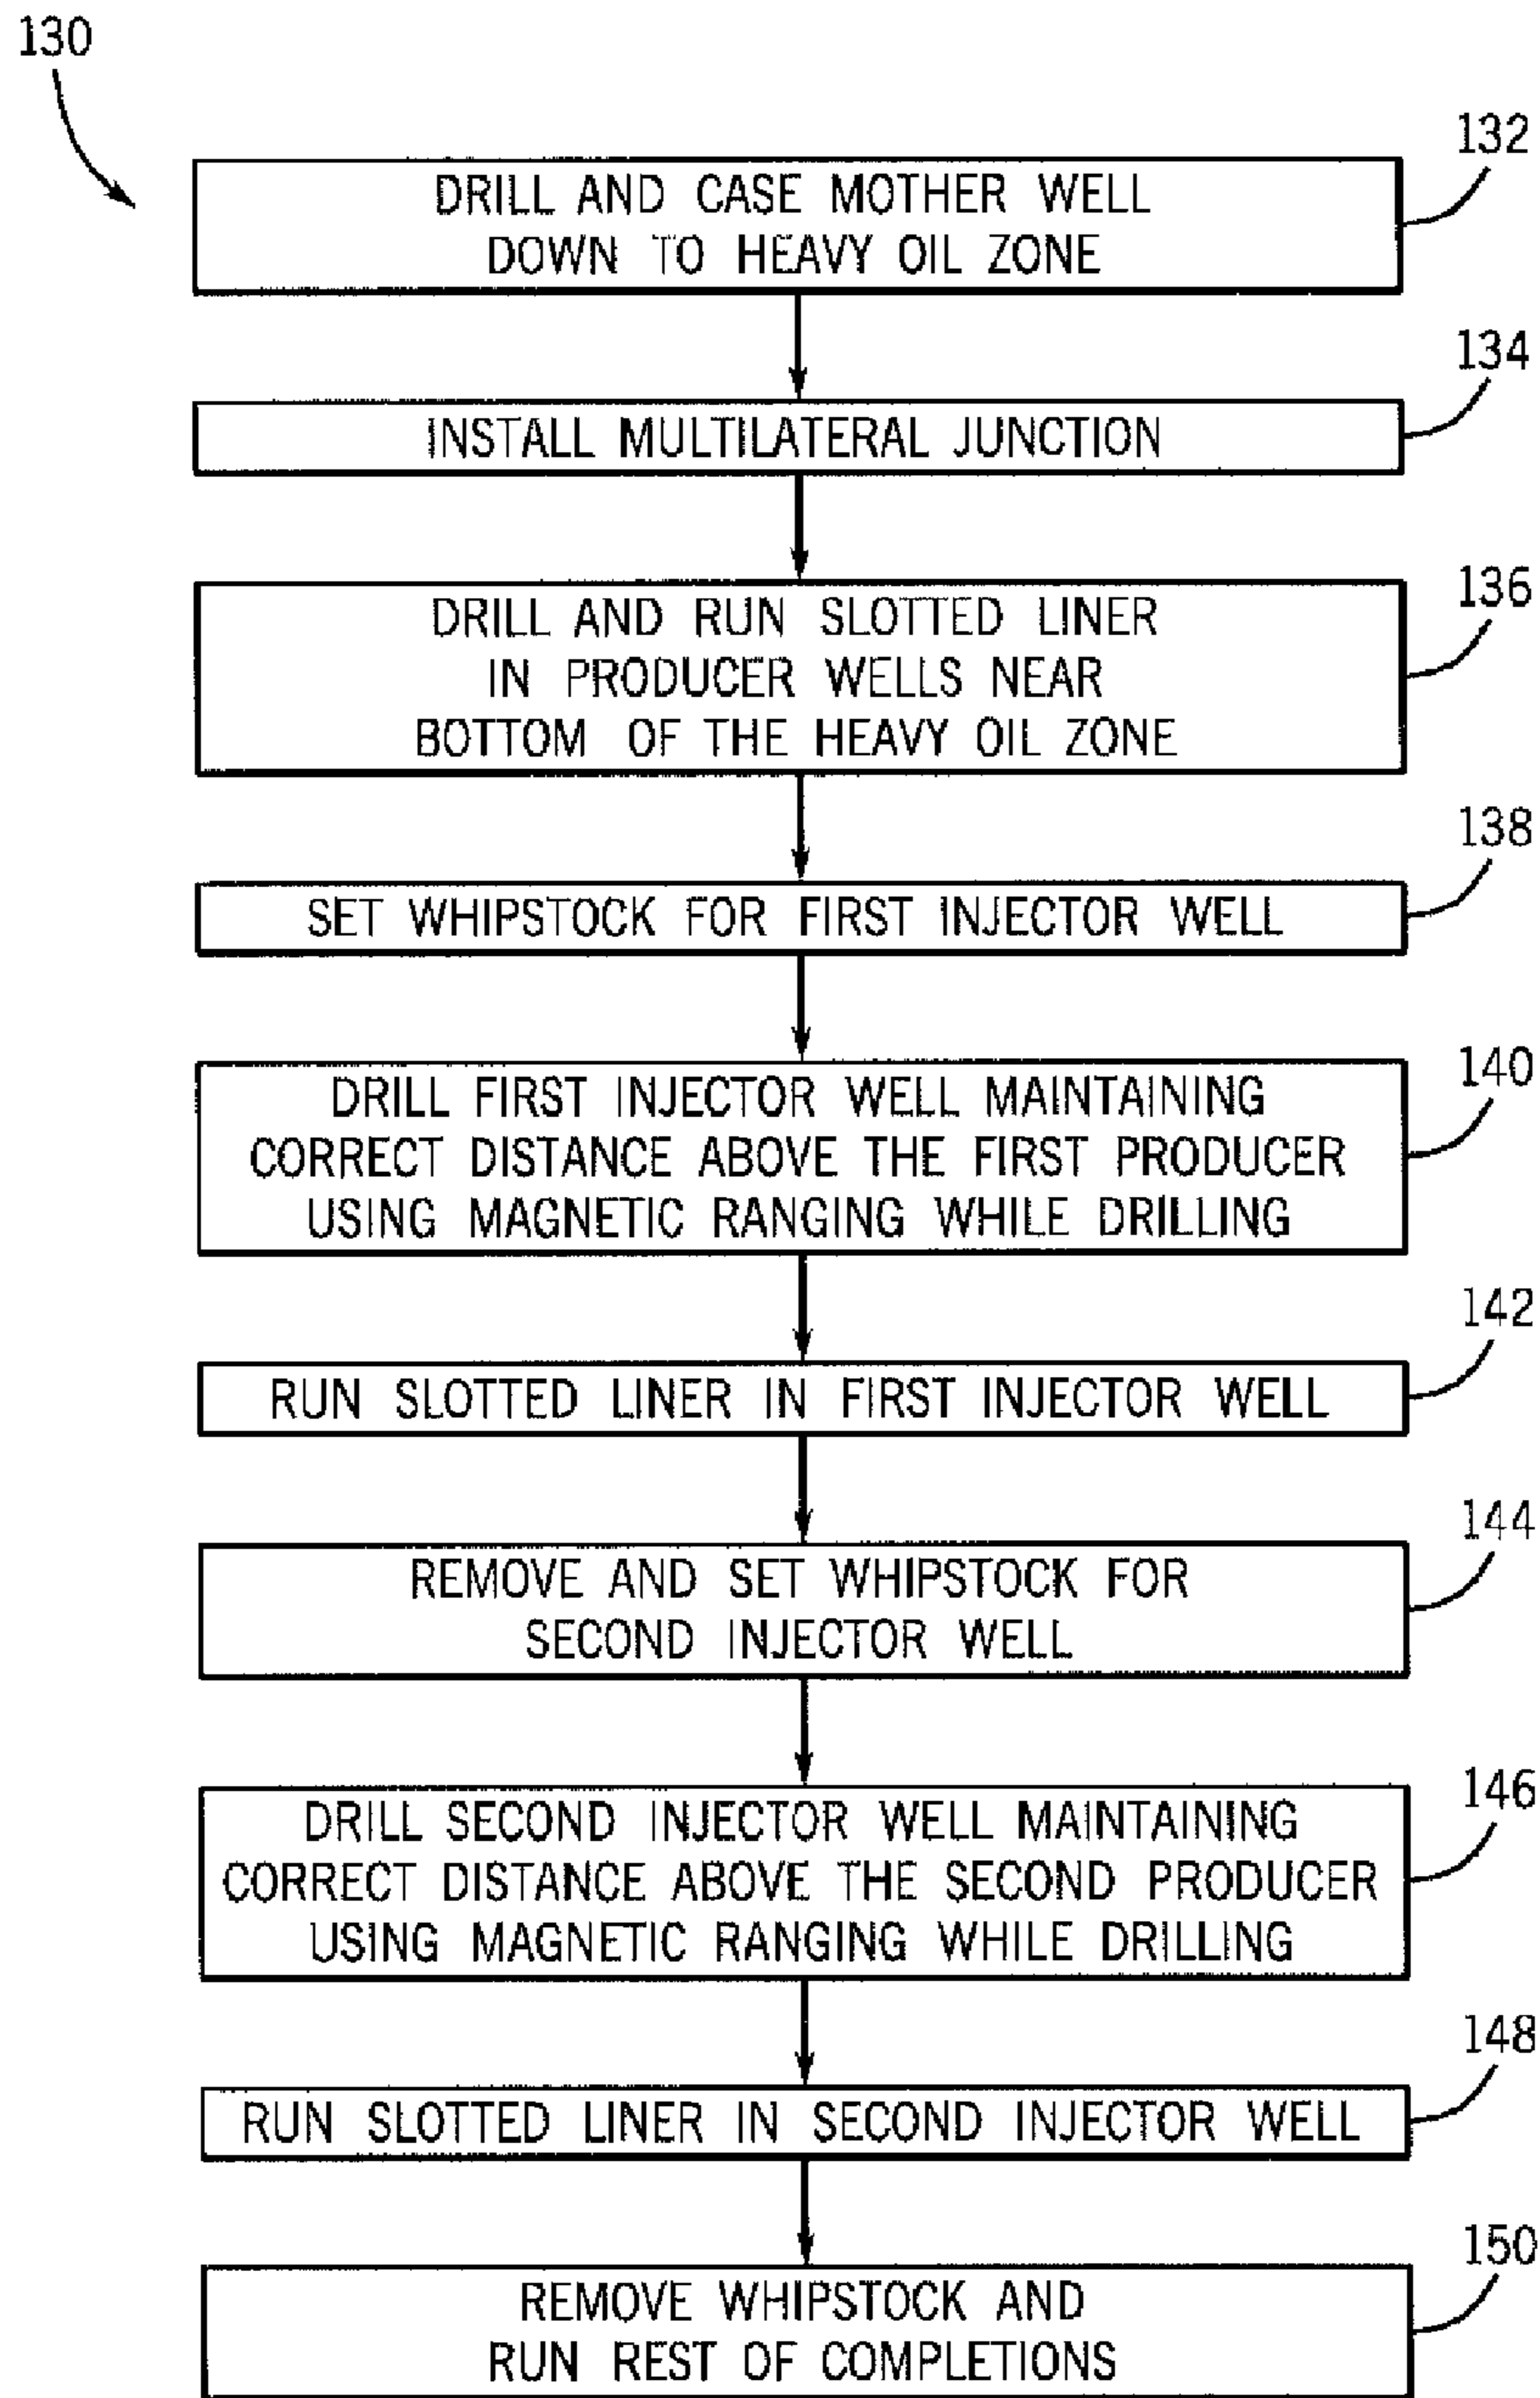 130
132
DRILL AND CASE MOTHER WELL
DOWN TO HEAVY OIL ZONE
134
INSTALL MULTILATERAL JUNCTION
136
DRILL AND RUN SLOTTED LINER
IN PRODUCER WELLS NEAR
BOTTOM OF THE HEAVY OIL ZONE
138
SET WHIPSTOCK FOR FIRST INJECTOR WELL
140
DRILL FIRST INJECTOR WELL MAINTAINING
CORRECT DISTANCE ABOVE THE FIRST PRODUCER
USING MAGNETIC RANGING WHILE DRILLING
142
RUN SLOTTED LINER IN FIRST INJECTOR WELL
144
REMOVE AND SET WHIPSTOCK FOR
SECOND INJECTOR WELL
146
DRILL SECOND INJECTOR WELL MAINTAINING
CORRECT DISTANCE ABOVE THE SECOND PRODUCER
USING MAGNETIC RANGING WHILE DRILLING
148
RUN SLOTTED LINER IN SECOND INJECTOR WELL
150
REMOVE WHIPSTOCK AND
RUN REST OF COMPLETIONS